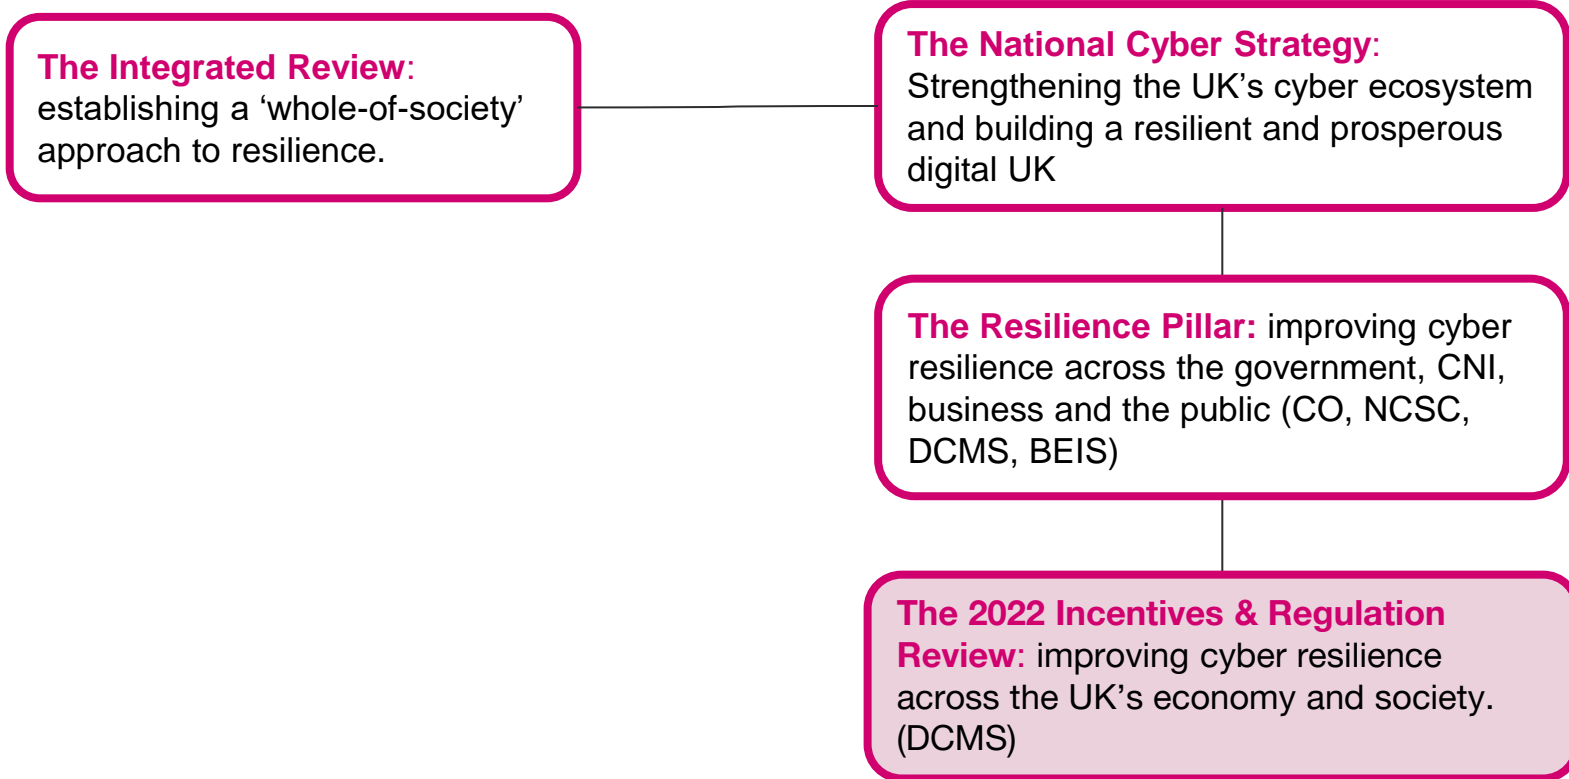 The Integrated Review:
establishing a ‘whole-of-society’
approach to resilience.
The National Cyber Strategy:
Strengthening the UK’s cyber ecosystem
and building a resilient and prosperous
digital UK
The Resilience Pillar: improving cyber
resilience across the government, CNI,
business and the public (CO, NCSC,
DCMS, BEIS)
The 2022 Incentives & Regulation
Review: improving cyber resilience
across the UK’s economy and society.
(DCMS)